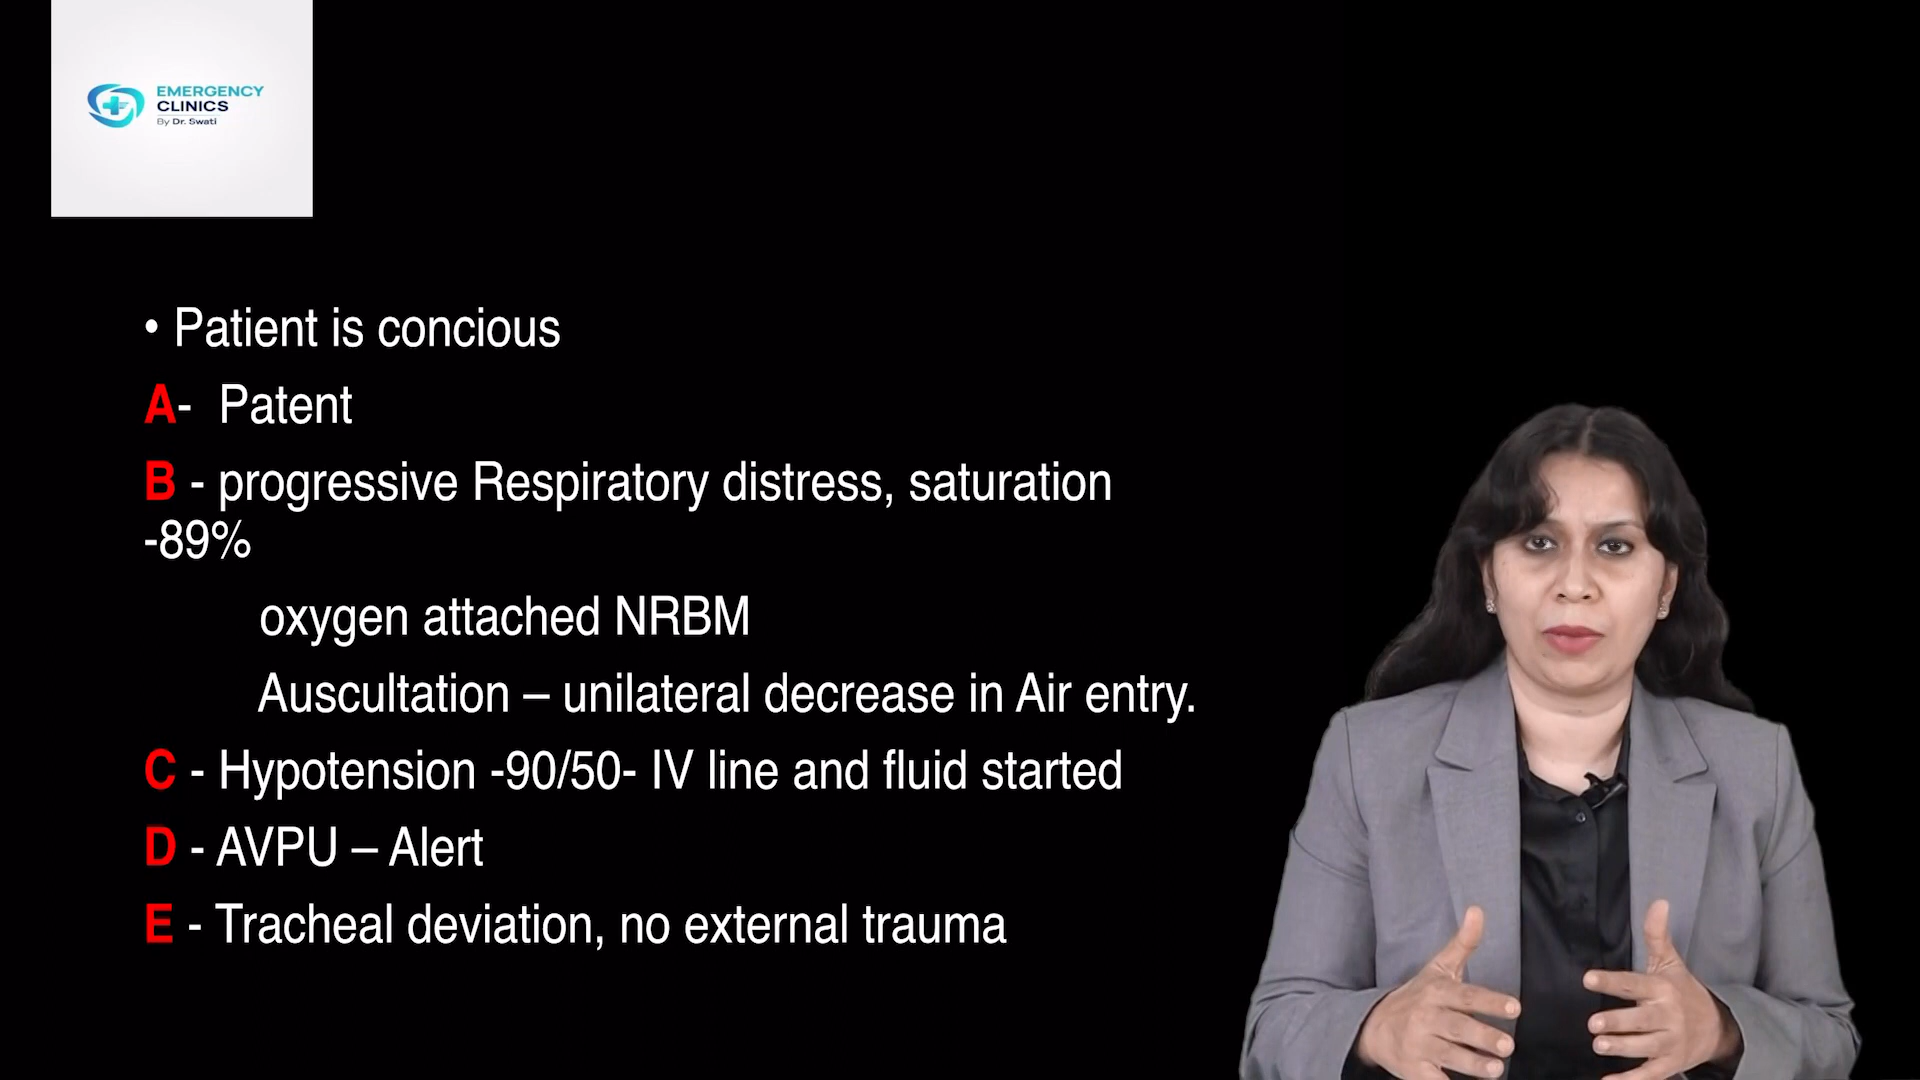 EMERGENCY
CLINICS
By Dr. Swati
• Patient is concious
A- Patent
B - progressive Respiratory distress, saturation
-89%
oxygen attached NRBM
Auscultation – unilateral decrease in Air entry.
C - Hypotension -90/50- IV line and fluid started
D - AVPU – Alert
E - Tracheal deviation, no external trauma